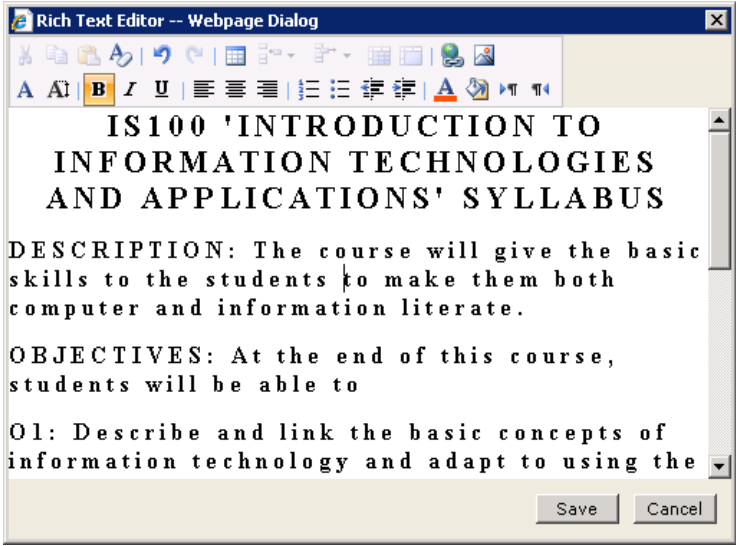 Rich Text Editor -- Webpage Dialog
IS100 'INTRODUCTION TO
INFORMATION TECHNOLOGIES
AND APPLICATIONS' SYLLABUS
DESCRIPTION: The course will give the basic
skills to the students to make them both
computer and information literate.
OBJECTIVES: At the end of this course,
students will be able to
O1: Describe and link the basic concepts of
information technology and adapt to using the
Save Cancel